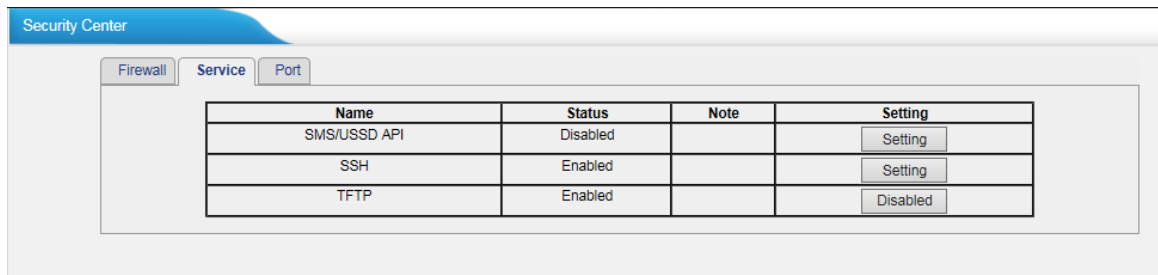 Security Center
Firewall Service Port
Name Status Note Setting
SMS/USSD API Disabled Setting
SSH Enabled Setting
TFTP Enabled Disabled